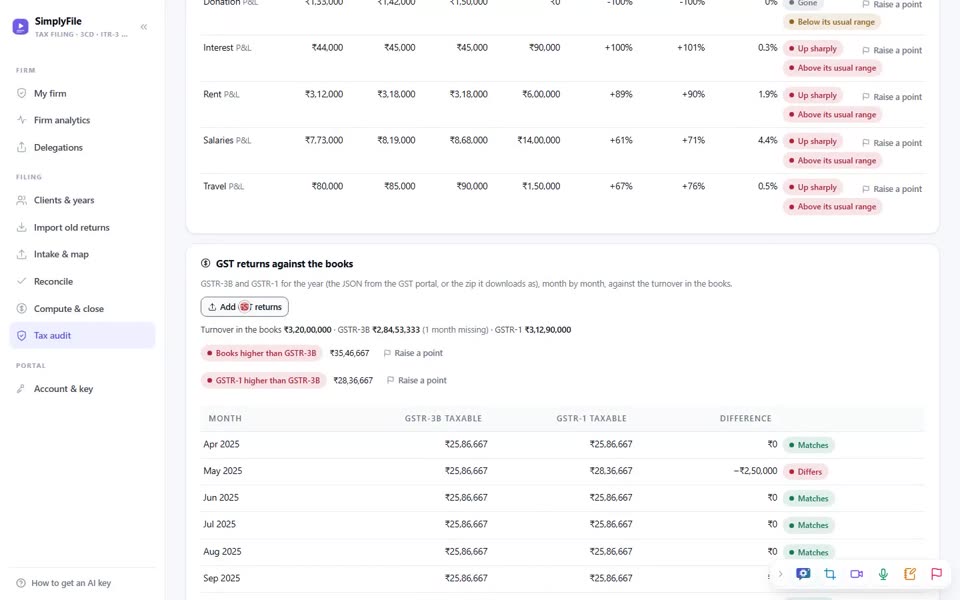 SimplyFile
TAX FILING · 3CD · ITR-3 ...
«
FIRM
My firm
Firm analytics
Delegations
FILING
Clients & years
Import old returns
Intake & map
Reconcile
Compute & close
Tax audit
PORTAL
Account & key
How to get an AI key
Donation P&L ₹1,33,000 ₹1,42,000 ₹1,50,000 ₹0 -100% -100% 0% Gone Raise a point
Below its usual range
Interest P&L ₹44,000 ₹45,000 ₹45,000 ₹90,000 +100% +101% 0.3% Up sharply Raise a point
Above its usual range
Rent P&L ₹3,12,000 ₹3,18,000 ₹3,18,000 ₹6,00,000 +89% +90% 1.9% Up sharply Raise a point
Above its usual range
Salaries P&L ₹7,73,000 ₹8,19,000 ₹8,68,000 ₹14,00,000 +61% +71% 4.4% Up sharply Raise a point
Above its usual range
Travel P&L ₹80,000 ₹85,000 ₹90,000 ₹1,50,000 +67% +76% 0.5% Up sharply Raise a point
Above its usual range
GST returns against the books
GSTR-3B and GSTR-1 for the year (the JSON from the GST portal, or the zip it downloads as), month by month, against the turnover in the books.
Add returns
Turnover in the books ₹3,20,00,000 · GSTR-3B ₹2,84,53,333 (1 month missing) · GSTR-1 ₹3,12,90,000
Books higher than GSTR-3B ₹35,46,667 Raise a point
GSTR-1 higher than GSTR-3B ₹28,36,667 Raise a point
MONTH GSTR-3B TAXABLE GSTR-1 TAXABLE DIFFERENCE
Apr 2025 ₹25,86,667 ₹25,86,667 ₹0 Matches
May 2025 ₹25,86,667 ₹28,36,667 −₹2,50,000 Differs
Jun 2025 ₹25,86,667 ₹25,86,667 ₹0 Matches
Jul 2025 ₹25,86,667 ₹25,86,667 ₹0 Matches
Aug 2025 ₹25,86,667 ₹25,86,667 ₹0 Matches
Sep 2025 ₹25,86,667 ₹25,86,667